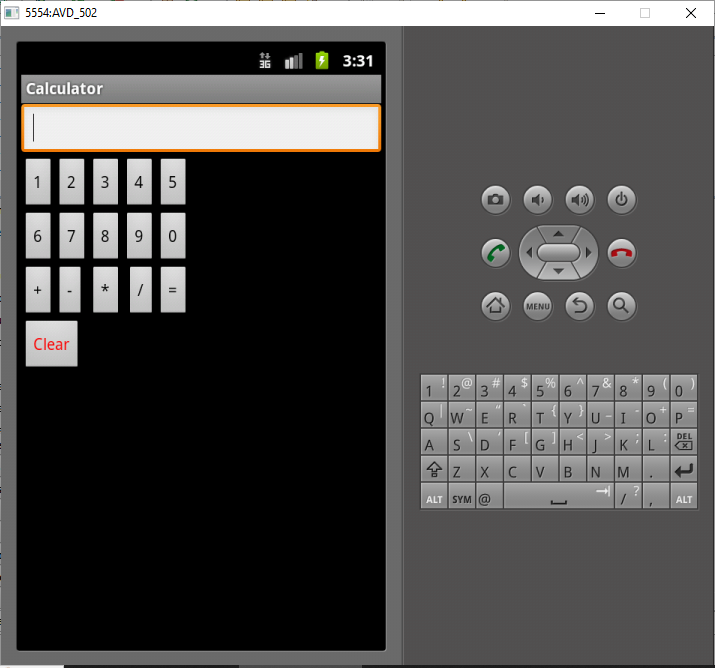 5554:AVD_502
3G 3:31
Calculator
1 2 3 4 5
6 7 8 9 0
+ - * / =
Clear
MENU
1 ! 2 @ 3 # 4 $ 5 % 6 ^ 7 & 8 * 9 ( 0 )
Q | W ~ E " R ` T { Y } U _ I - O + P =
A S \ D ' F [ G ] H < J > K ; L : DEL
Z X C V B N M .
ALT SYM @ / ? , ALT